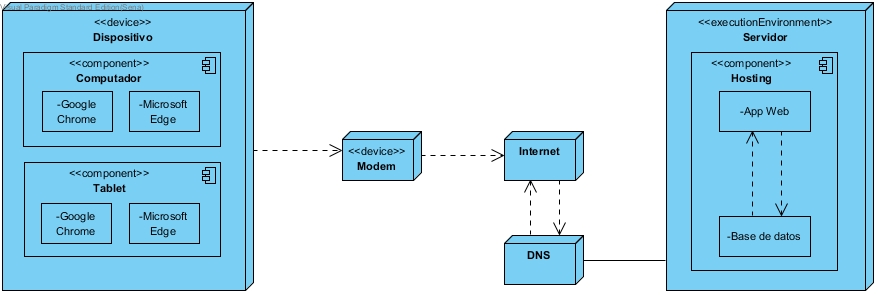 Visual Paradigm Standard Edition(Sena)
<<device>>
Dispositivo
<<component>>
Computador
-Google
Chrome
-Microsoft
Edge
<<component>>
Tablet
-Google
Chrome
-Microsoft
Edge
<<device>>
Modem
Internet
DNS
<<executionEnvironment>>
Servidor
<<component>>
Hosting
-App Web
-Base de datos